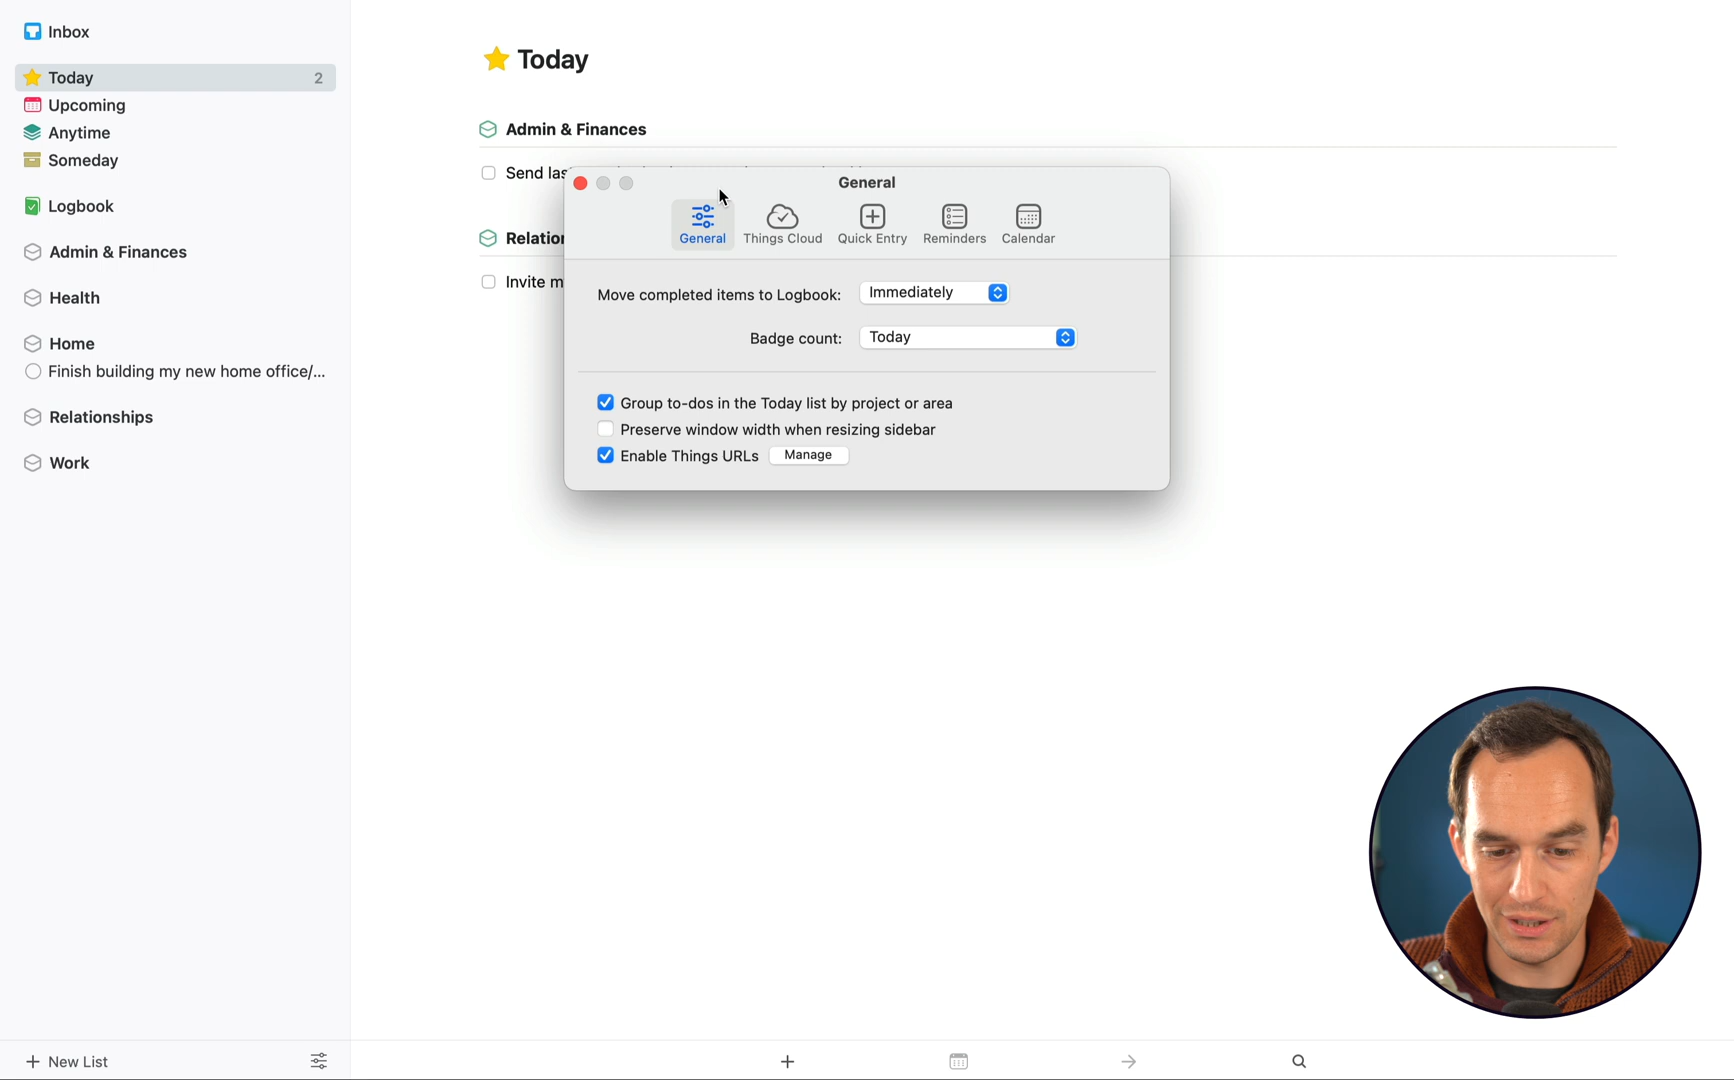 Inbox
Today 2
Upcoming
Anytime
Someday
Logbook
Admin & Finances
Health
Home
Finish building my new home office/...
Relationships
Work
New List
Today
Admin & Finances
Send
Invite
General
General Things Cloud Quick Entry Reminders Calendar
Move completed items to Logbook: Immediately
Badge count: Today
Group to-dos in the Today list by project or area
Preserve window width when resizing sidebar
Enable Things URLs Manage